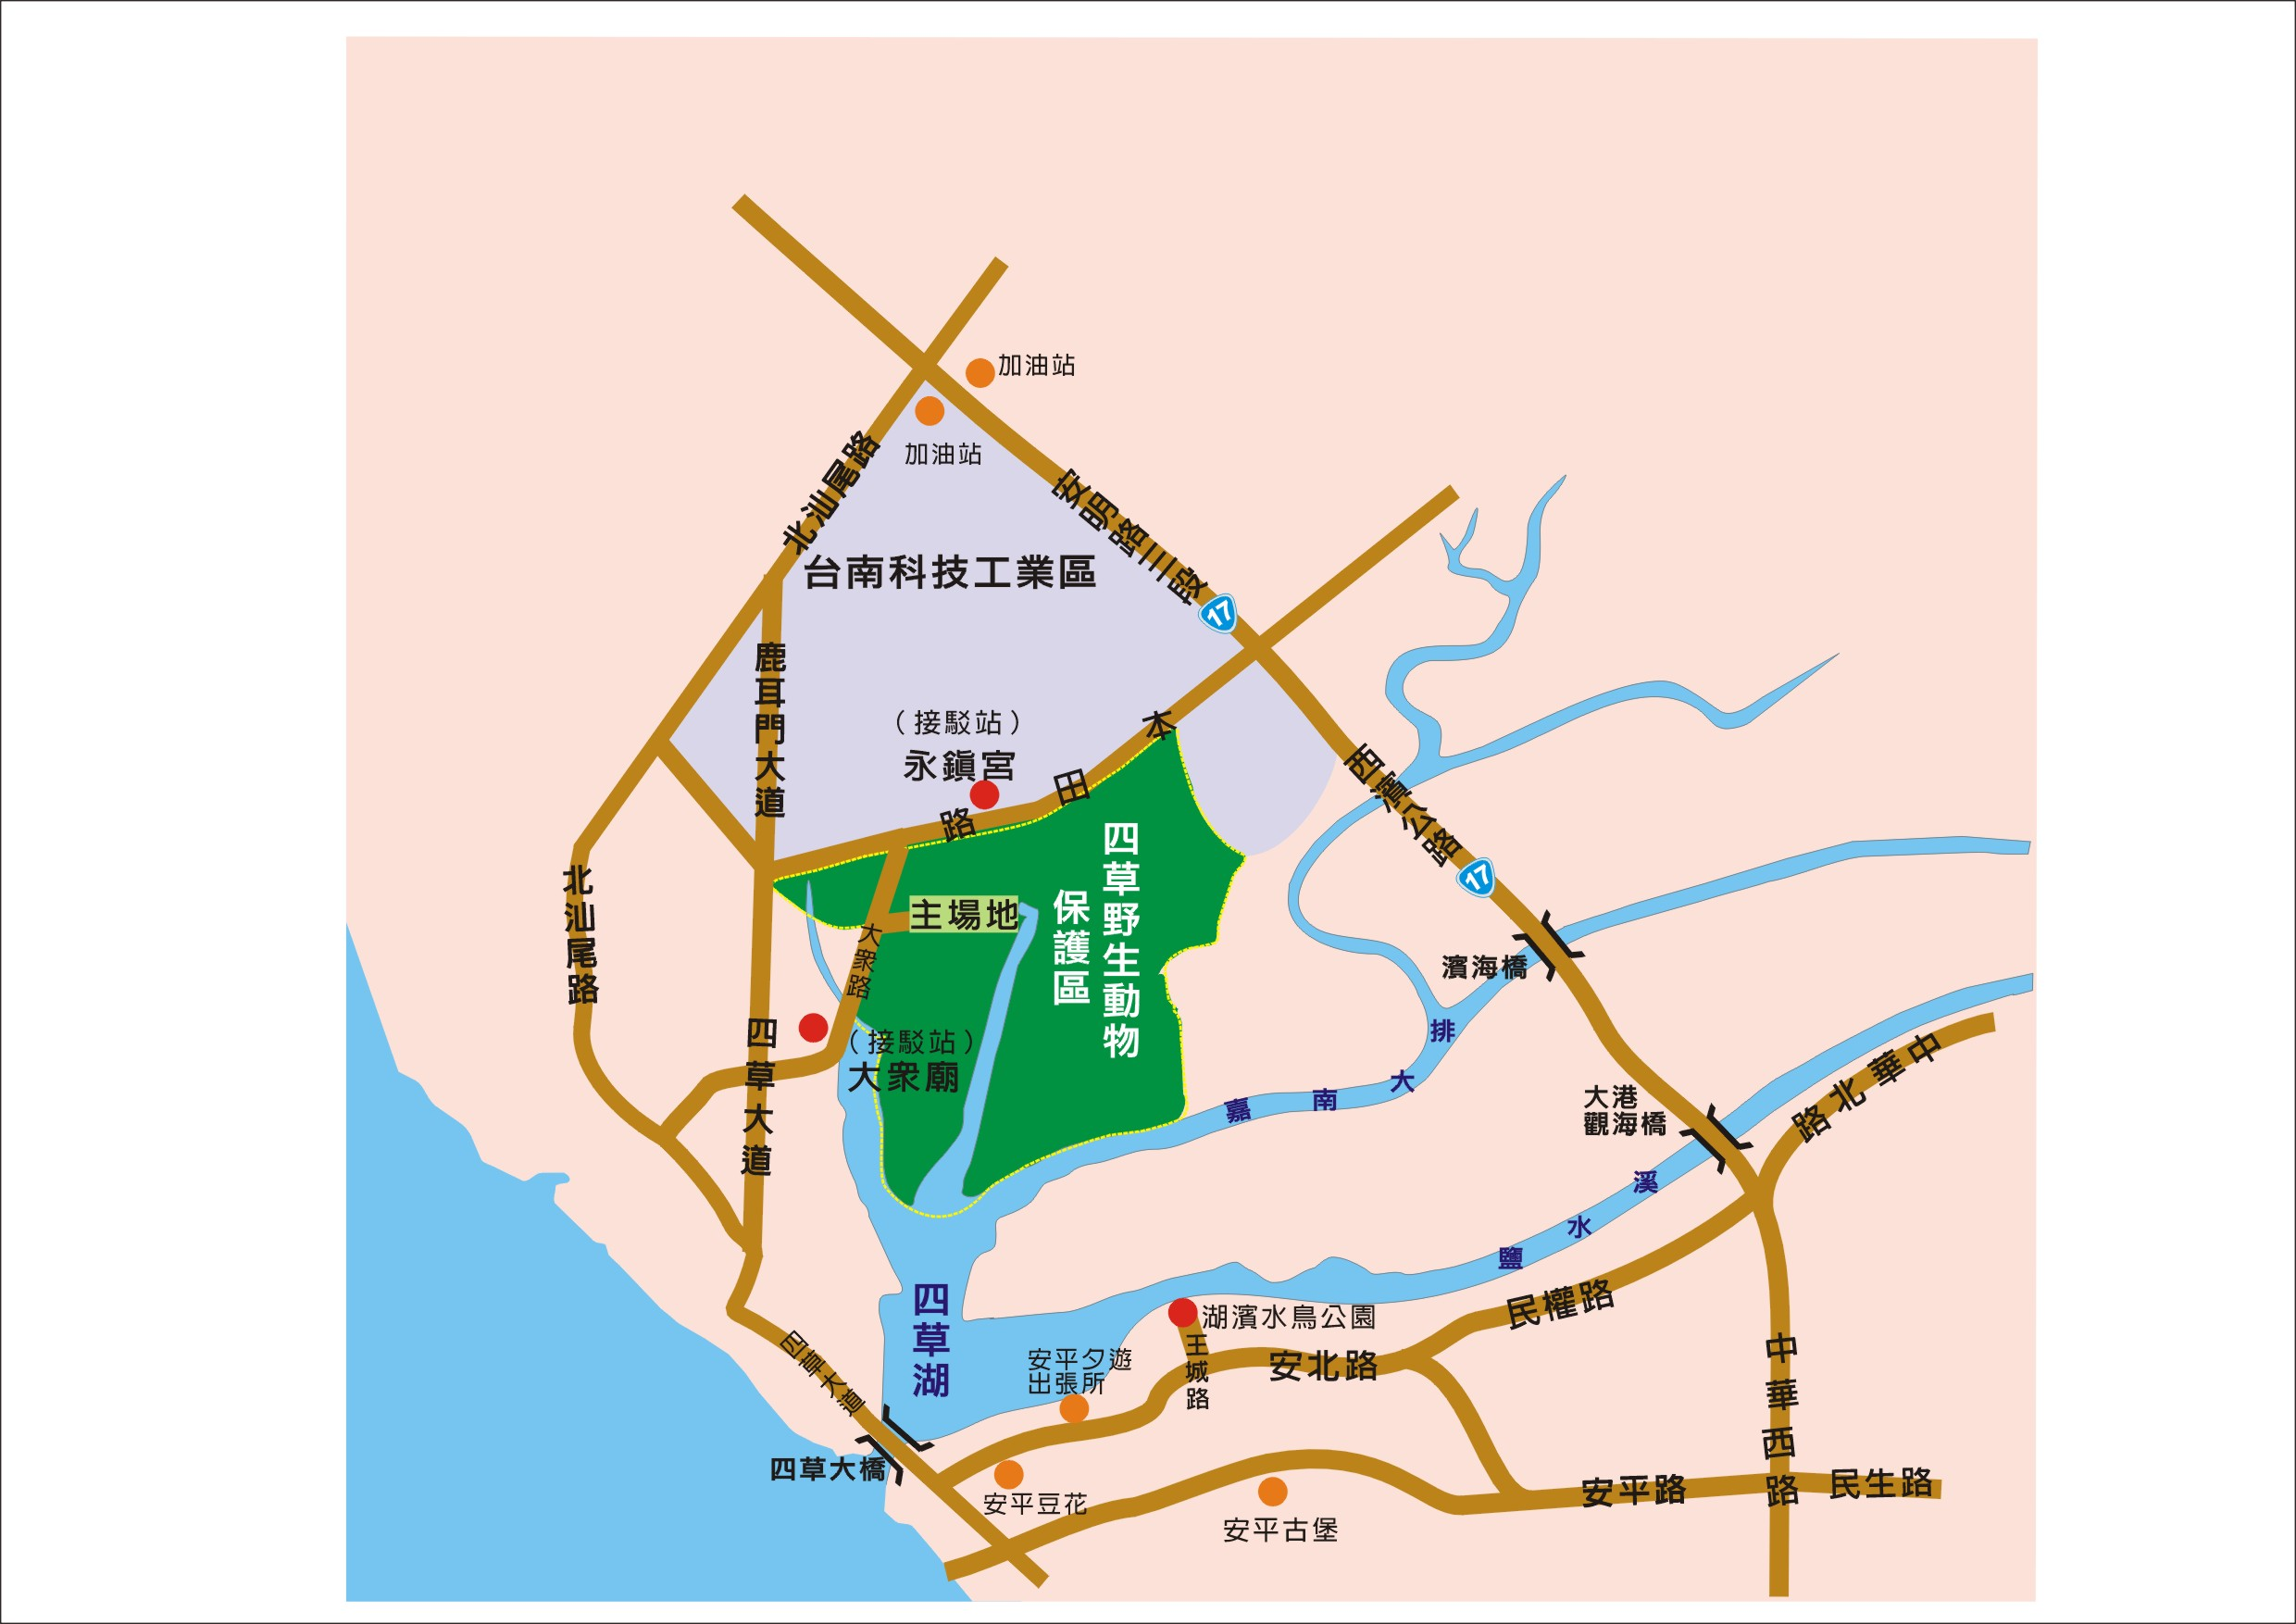 加油站
加油站
北汕尾路
安明路三段
台南科技工業區
17
鹿耳門大道
（接駁站）
永鎮宮
本田路
西濱公路
17
四草野生動物
保護區
主場地
大眾路
北汕尾路
濱海橋
四草大道
（接駁站）
大眾廟
嘉南大排
大港
觀海橋
中華北路
鹽水溪
四草湖
民權路
湖濱水鳥公園
王城路
安北路
安平夕遊
出張所
四草大道
中華西路
四草大橋
安平豆花
安平古堡
安平路
民生路